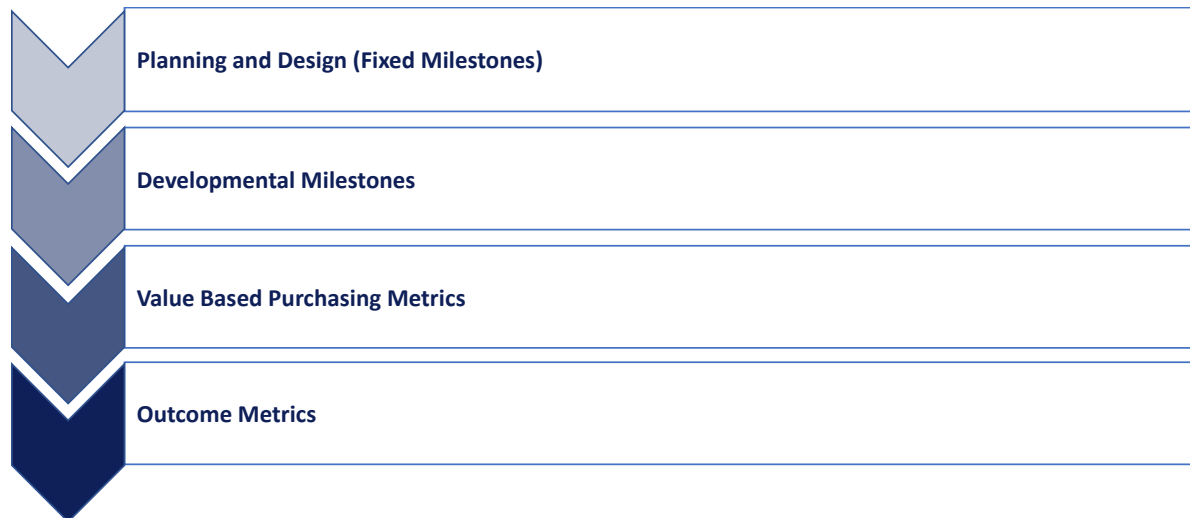 Planning and Design (Fixed Milestones)
Developmental Milestones
Value Based Purchasing Metrics
Outcome Metrics